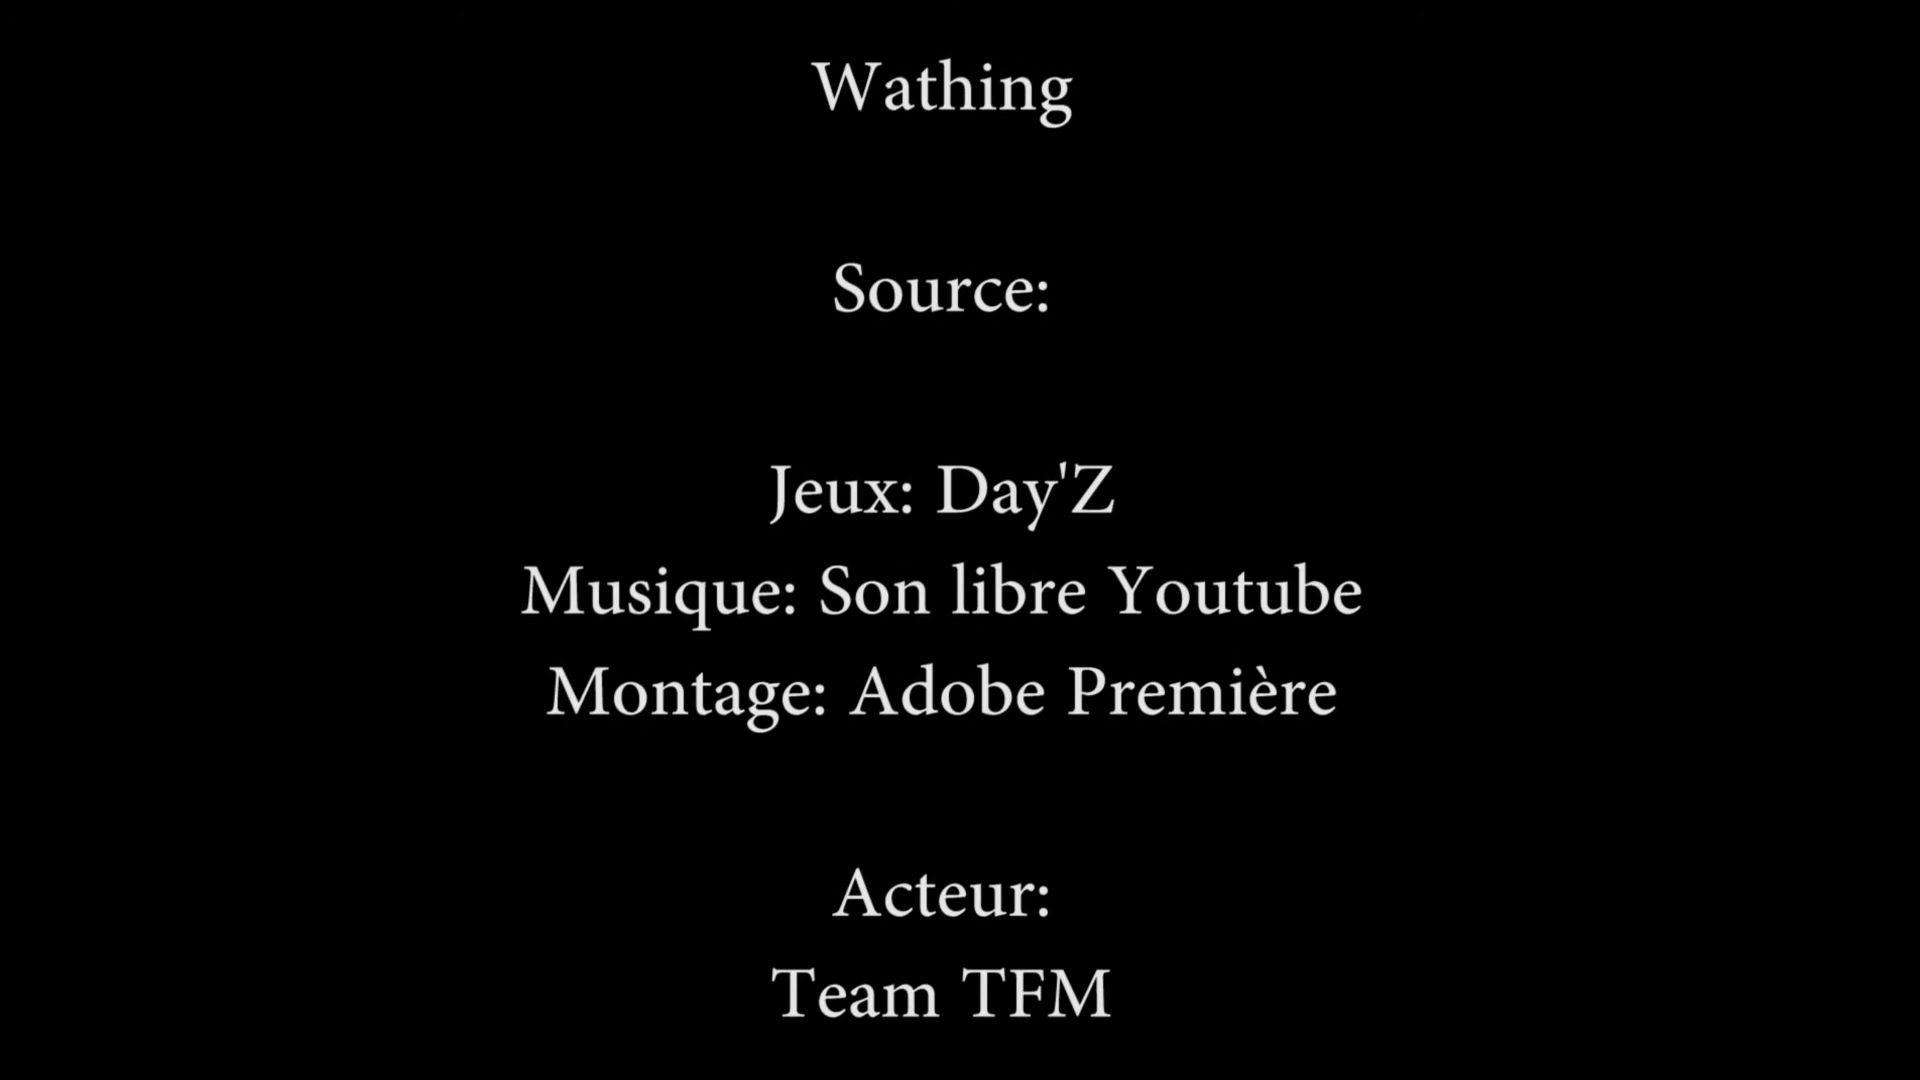 Wathing
Source:
Jeux: Day'Z
Musique: Son libre Youtube
Montage: Adobe Première
Acteur:
Team TFM